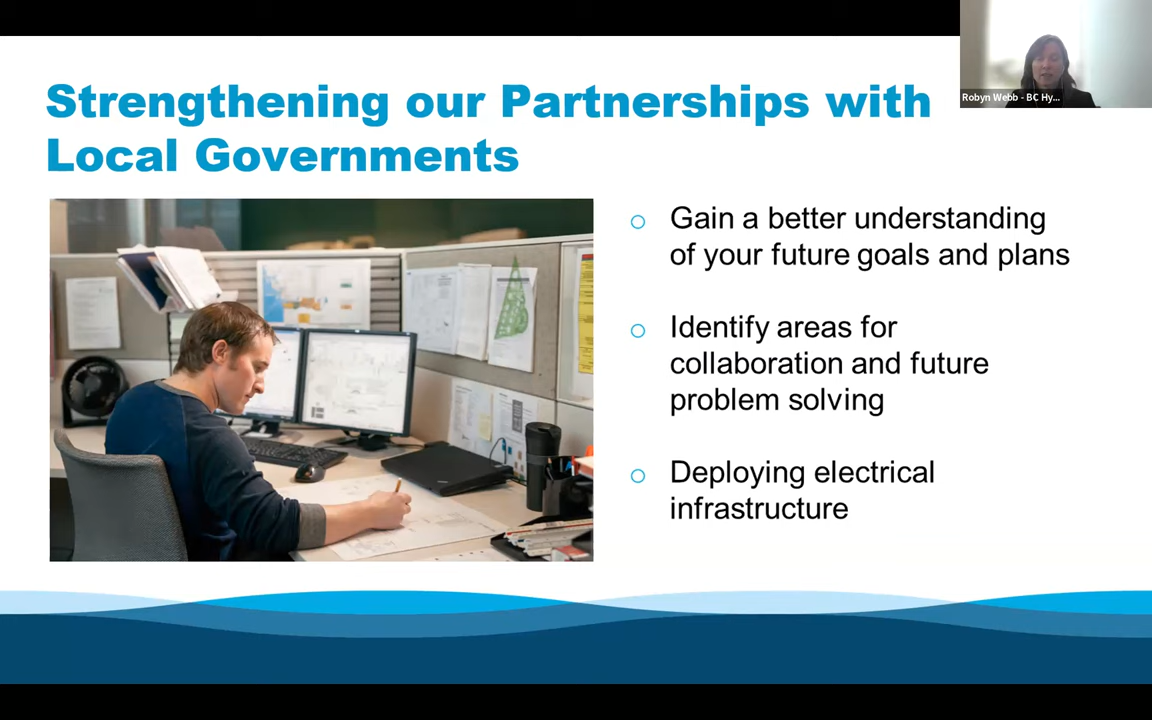 Strengthening our Partnerships with
Local Governments
Robyn Webb - BC Hy...
Gain a better understanding
of your future goals and plans
Identify areas for
collaboration and future
problem solving
Deploying electrical
infrastructure